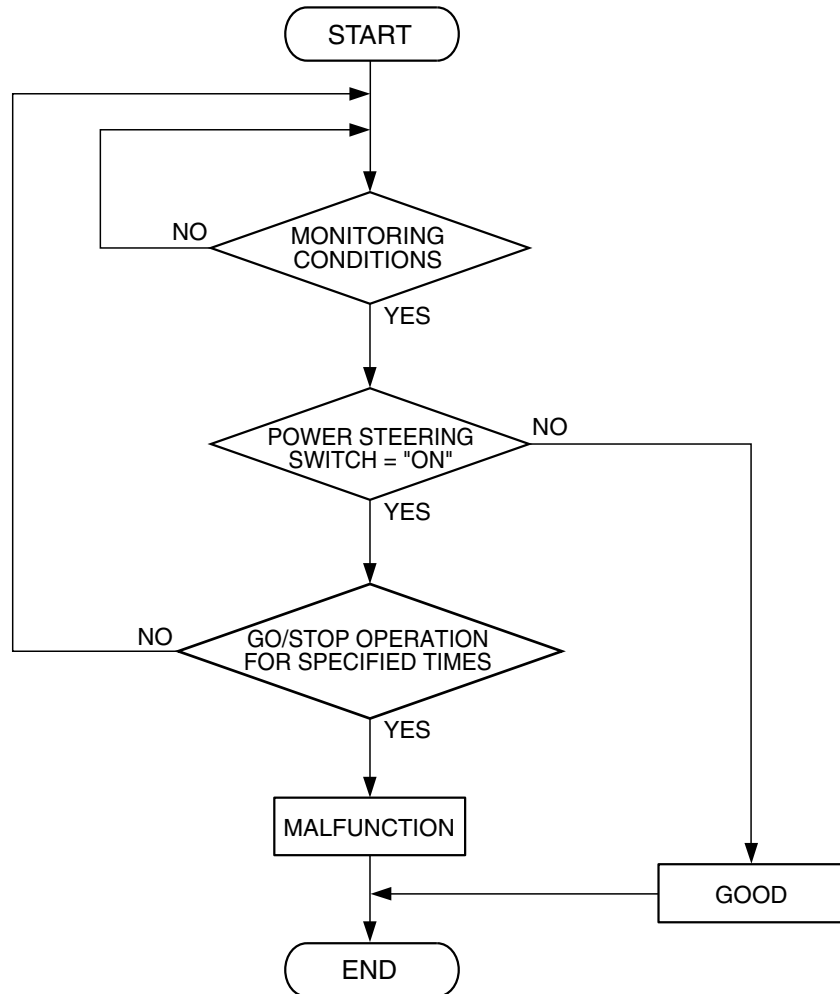 START
NO
MONITORING
CONDITIONS
YES
POWER STEERING
SWITCH = "ON"
NO
YES
NO
GO/STOP OPERATION
FOR SPECIFIED TIMES
YES
MALFUNCTION
GOOD
END